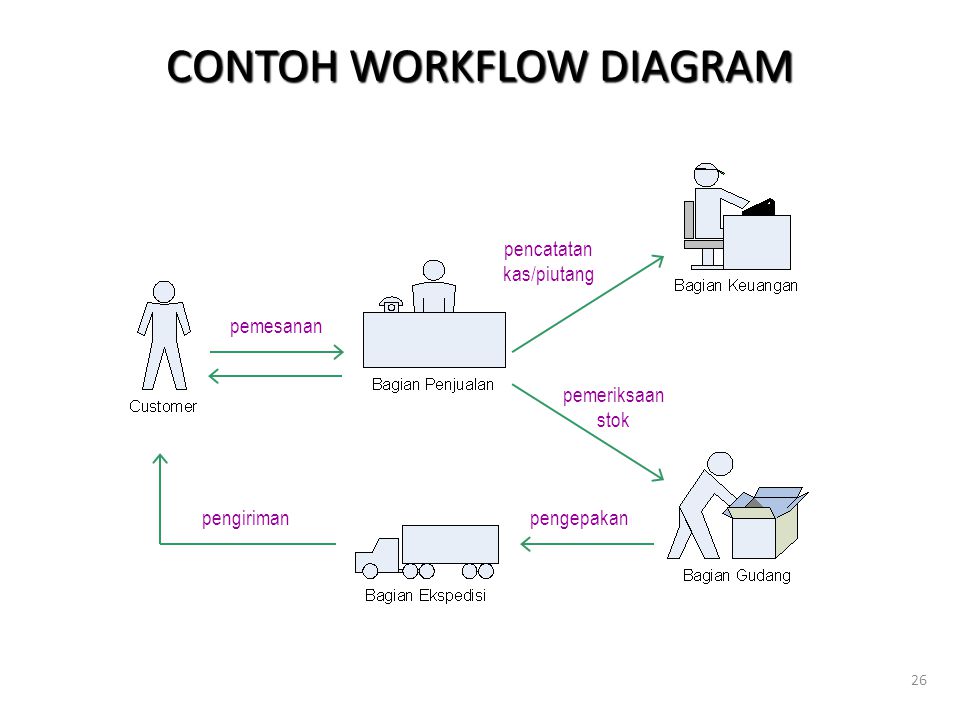 CONTOH WORKFLOW DIAGRAM
pencatatan
kas/piutang
Bagian Keuangan
pemesanan
Bagian Penjualan
Customer
pemeriksaan
stok
pengiriman
pengepakan
Bagian Gudang
Bagian Ekspedisi
26